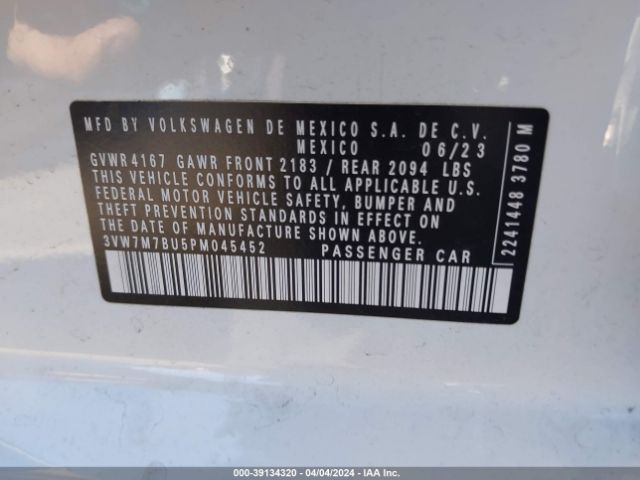 MFD BY VOLKSWAGEN DE MEXICO S.A. DE C.V.
MEXICO 06/23
GVWR 4167 GAWR FRONT 2183 / REAR 2094 LBS
THIS VEHICLE CONFORMS TO ALL APPLICABLE U.S.
FEDERAL MOTOR VEHICLE SAFETY, BUMPER, AND
THEFT PREVENTION STANDARDS IN EFFECT ON
THE DATE OF MANUFACTURE SHOWN ABOVE.
3VW7M7BU5PM045452 PASSENGER CAR
2241448 3780 M
000-39134320 | 04/04/2024 - IAA Inc.